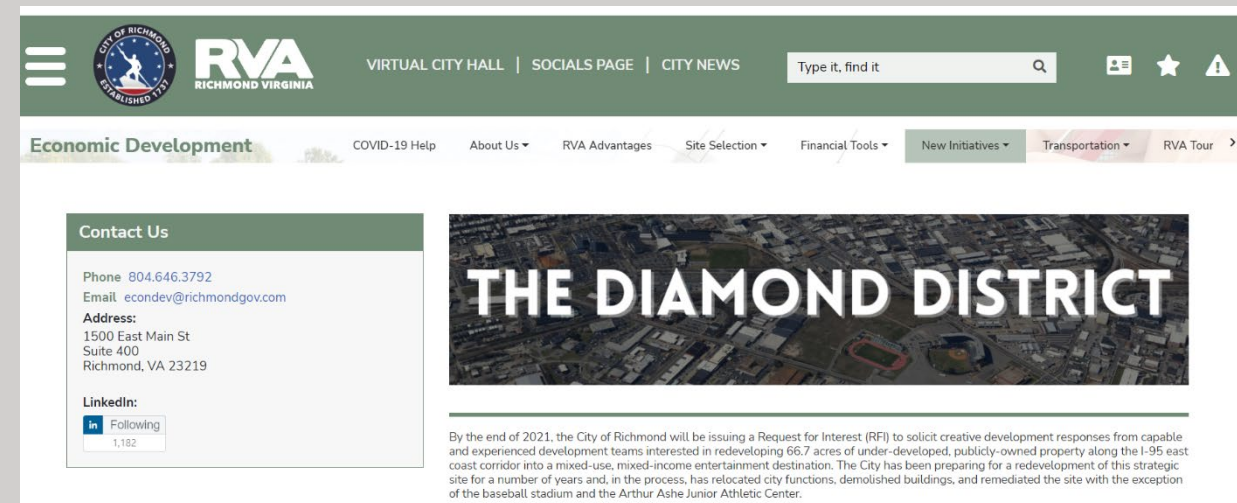 CITY OF RICHMOND
ESTABLISHED 1737
RVA
RICHMOND VIRGINIA
VIRTUAL CITY HALL | SOCIALS PAGE | CITY NEWS
Type it, find it
Economic Development
COVID-19 Help
About Us
RVA Advantages
Site Selection
Financial Tools
New Initiatives
Transportation
RVA Tour
Contact Us
Phone 804.646.3792
Email econdev@richmondgov.com
Address:
1500 East Main St
Suite 400
Richmond, VA 23219
LinkedIn:
in Following
1,182
THE DIAMOND DISTRICT
By the end of 2021, the City of Richmond will be issuing a Request for Interest (RFI) to solicit creative development responses from capable
and experienced development teams interested in redeveloping 66.7 acres of under-developed, publicly-owned property along the I-95 east
coast corridor into a mixed-use, mixed-income entertainment destination. The City has been preparing for a redevelopment of this strategic
site for a number of years and, in the process, has relocated city functions, demolished buildings, and remediated the site with the exception
of the baseball stadium and the Arthur Ashe Junior Athletic Center.